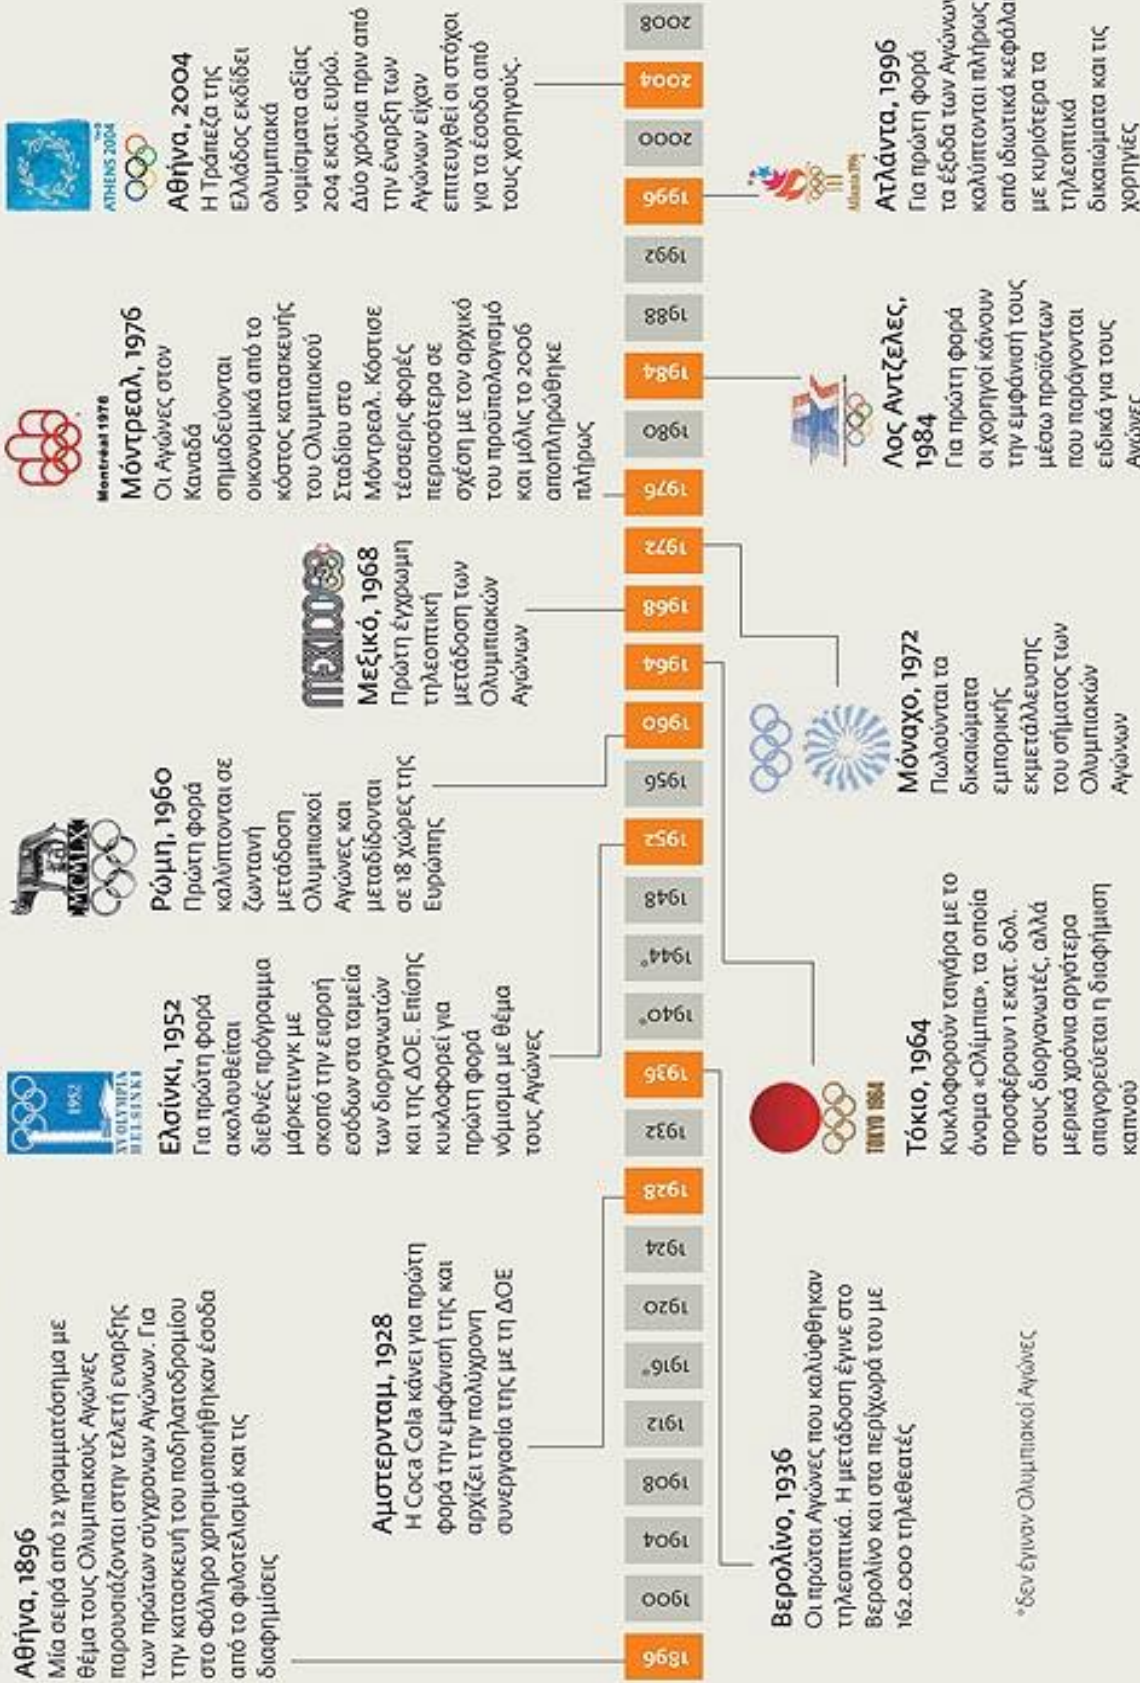 Αθήνα, 1896
Μία σειρά από 12 γραμματόσημα με
θέμα τους Ολυμπιακούς Αγώνες
παρουσιάζονται στην τελετή έναρξης
των πρώτων σύγχρονων Αγώνων. Για
την κατασκευή του ποδηλατοδρομίου
στο Φάληρο χρησιμοποιήθηκαν έσοδα
από το φιλοτελισμό και τις
διαφημίσεις
Αμστερνταμ, 1928
Η Coca Cola κάνει για πρώτη
φορά την εμφάνισή της και
αρχίζει την πολύχρονη
συνεργασία της με τη ΔΟΕ
1952
XV OLYMPIA
HELSINKI
Ελσίνκι, 1952
Για πρώτη φορά
ακολουθείται
διεθνές πρόγραμμα
μάρκετινγκ με
σκοπό την εισροή
εσόδων στα ταμεία
των διοργανωτών
και της ΔΟΕ. Επίσης
κυκλοφορεί για
πρώτη φορά
νόμισμα με θέμα
τους Αγώνες
MCMLX
Ρώμη, 1960
Πρώτη φορά
καλύπτονται σε
ζωντανή
μετάδοση
Ολυμπιακοί
Αγώνες και
μεταδίδονται
σε 18 χώρες της
Ευρώπης
mexico
Μεξικό, 1968
Πρώτη έγχρωμη
τηλεοπτική
μετάδοση των
Ολυμπιακών
Αγώνων
Montréal 1976
Μόντρεαλ, 1976
Οι Αγώνες στον
Καναδά
σημαδεύονται
οικονομικά από το
κόστος κατασκευής
του Ολυμπιακού
Σταδίου στο
Μόντρεαλ. Κόστισε
τέσσερις φορές
περισσότερα σε
σχέση με τον αρχικό
του προϋπολογισμό
και μόλις το 2006
αποπληρώθηκε
πλήρως
ATHENS 2004
Αθήνα, 2004
Η Τράπεζα της
Ελλάδος εκδίδει
ολυμπιακά
νομίσματα αξίας
204 εκατ. ευρώ.
Δύο χρόνια πριν από
την έναρξη των
Αγώνων είχαν
επιτευχθεί οι στόχοι
για τα έσοδα από
τους χορηγούς.
1896
1900
1904
1908
1912
1916*
1920
1924
1928
1932
1936
1940*
1944*
1948
1952
1956
1960
1964
1968
1972
1976
1980
1984
1988
1992
1996
2000
2004
2008
Βερολίνο, 1936
Οι πρώτοι Αγώνες που καλύφθηκαν
τηλεοπτικά. Η μετάδοση έγινε στο
Βερολίνο και στα περίχωρά του με
162.000 τηλεθεατές
*δεν έγιναν Ολυμπιακοί Αγώνες
TOKYO 1964
Τόκιο, 1964
Κυκλοφορούν τσιγάρα με το
όνομα «Ολίμπια», τα οποία
προσφέρουν 1 εκατ. δολ.
στους διοργανωτές, αλλά
μερικά χρόνια αργότερα
απαγορεύεται η διαφήμιση
καπνού
Μόναχο, 1972
Πωλούνται τα
δικαιώματα
εμπορικής
εκμετάλλευσης
του σήματος των
Ολυμπιακών
Αγώνων
Λος Αντζελες,
1984
Για πρώτη φορά
οι χορηγοί κάνουν
την εμφάνισή τους
μέσω προϊόντων
που παράγονται
ειδικά για τους
Αγώνες
Atlanta 1996
Ατλάντα, 1996
Για πρώτη φορά
τα έξοδα των Αγώνων
καλύπτονται πλήρως
από ιδιωτικά κεφάλα
με κυριότερα τα
τηλεοπτικά
δικαιώματα και τις
χορηγίες